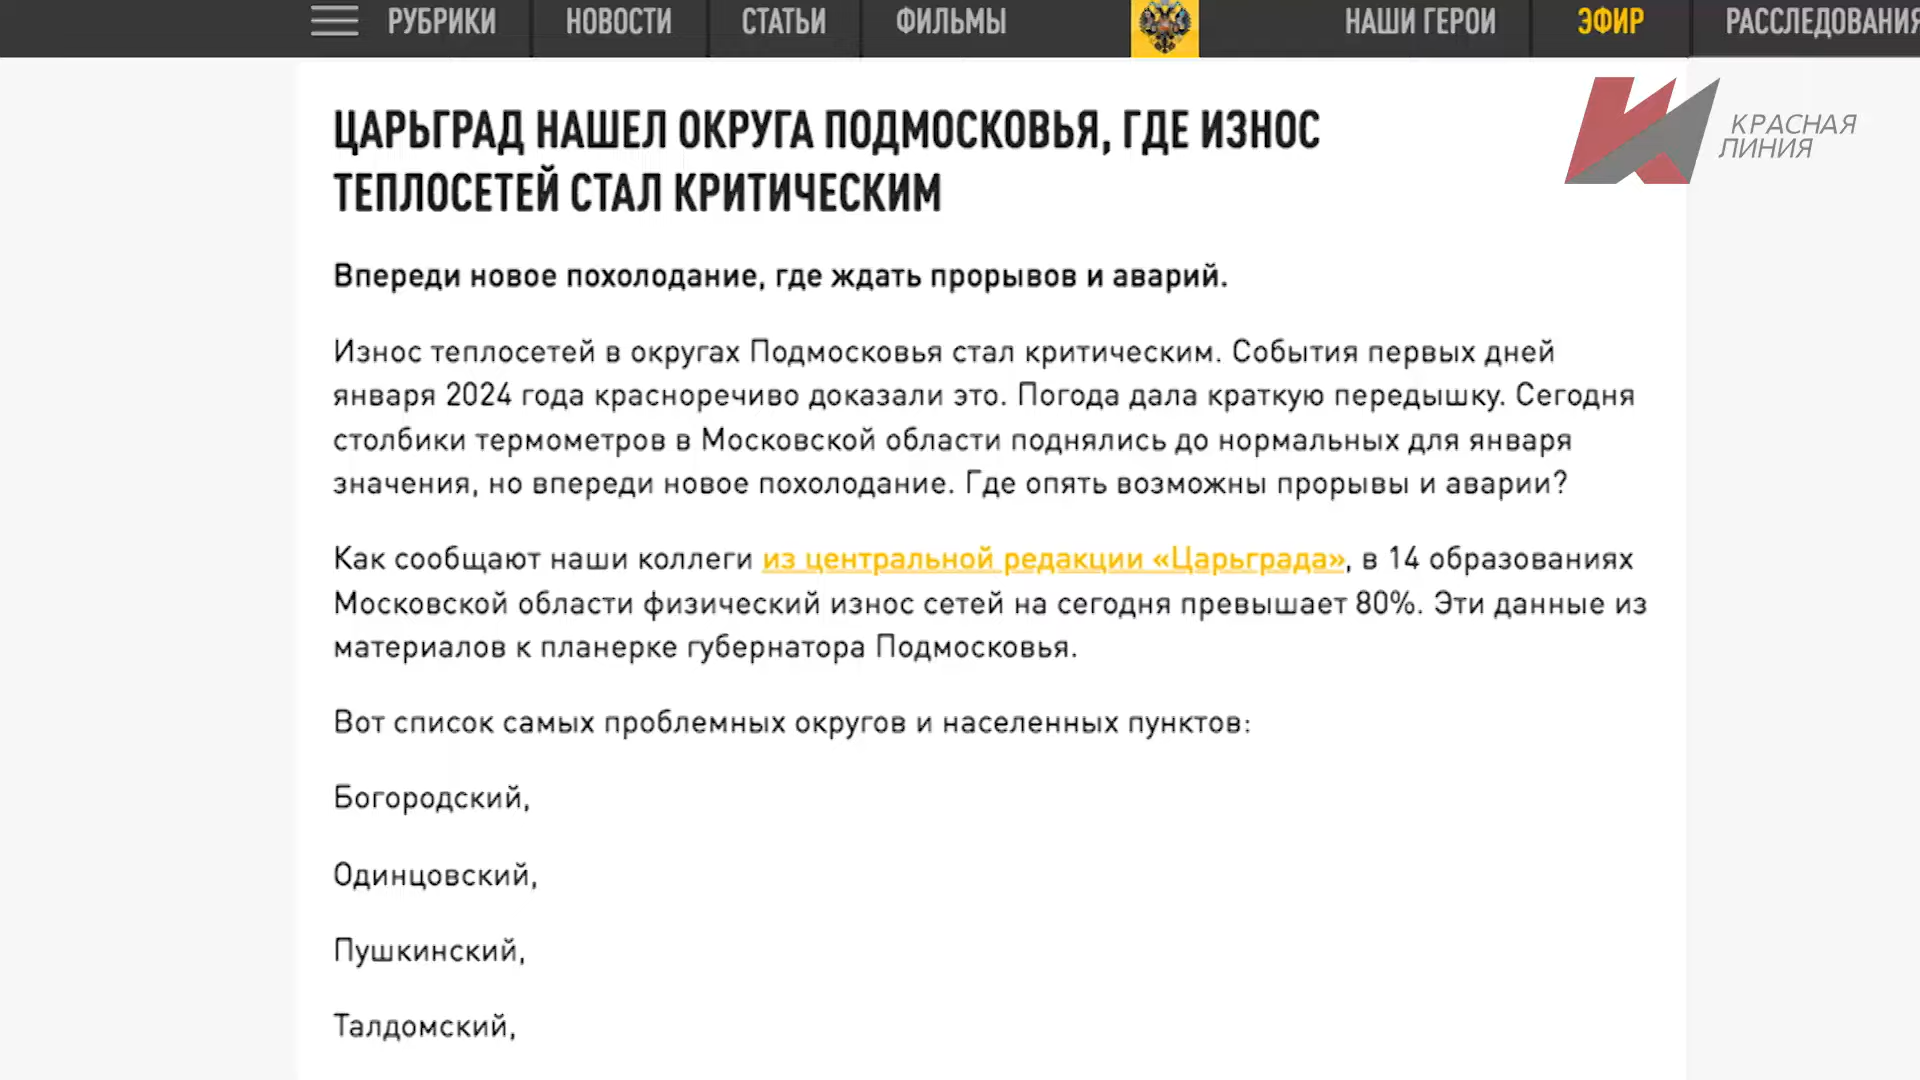 РУБРИКИ НОВОСТИ СТАТЬИ ФИЛЬМЫ НАШИ ГЕРОИ ЭФИР РАССЛЕДОВАНИЯ
КРАСНАЯ
ЛИНИЯ
ЦАРЬГРАД НАШЕЛ ОКРУГА ПОДМОСКОВЬЯ, ГДЕ ИЗНОС
ТЕПЛОСЕТЕЙ СТАЛ КРИТИЧЕСКИМ
Впереди новое похолодание, где ждать прорывов и аварий.
Износ теплосетей в округах Подмосковья стал критическим. События первых дней
января 2024 года красноречиво доказали это. Погода дала краткую передышку. Сегодня
столбики термометров в Московской области поднялись до нормальных для января
значения, но впереди новое похолодание. Где опять возможны прорывы и аварии?
Как сообщают наши коллеги из центральной редакции «Царьграда», в 14 образованиях
Московской области физический износ сетей на сегодня превышает 80%. Эти данные из
материалов к планерке губернатора Подмосковья.
Вот список самых проблемных округов и населенных пунктов:
Богородский,
Одинцовский,
Пушкинский,
Талдомский,